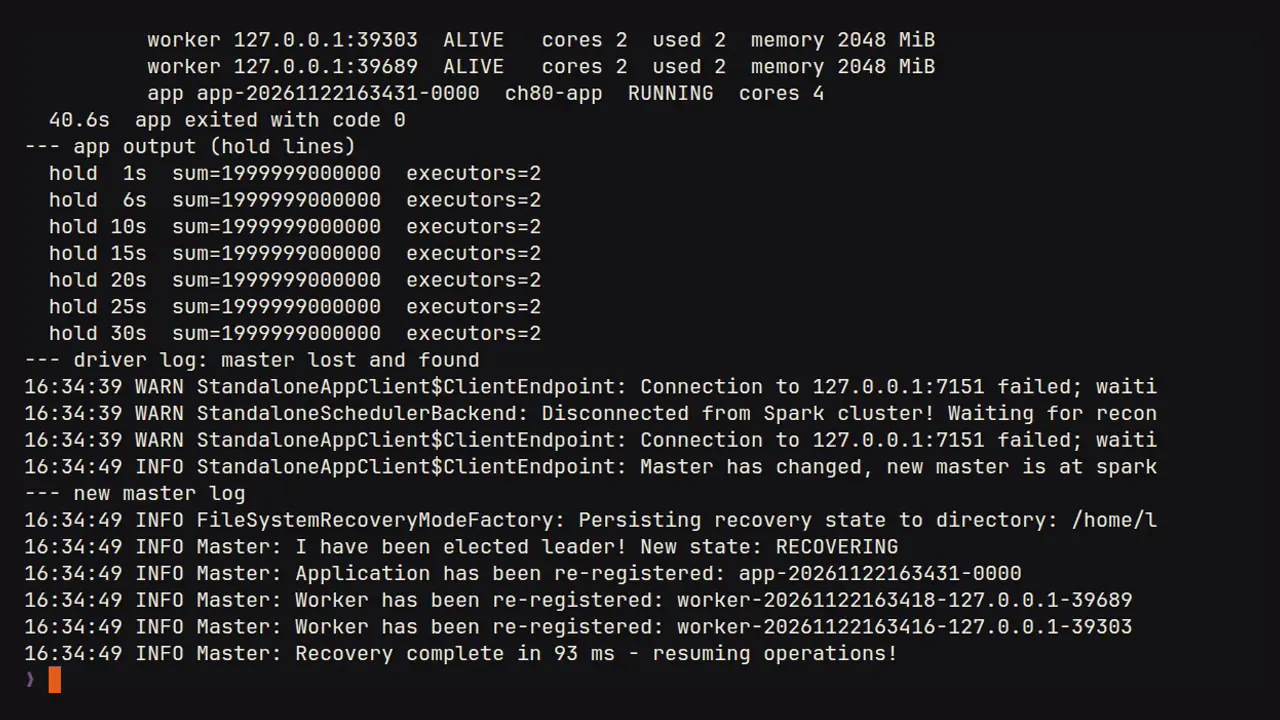 worker 127.0.0.1:39303  ALIVE   cores 2  used 2  memory 2048 MiB
worker 127.0.0.1:39689  ALIVE   cores 2  used 2  memory 2048 MiB
app app-20261122163431-0000  ch80-app  RUNNING  cores 4
40.6s  app exited with code 0
--- app output (hold lines)
hold  1s  sum=1999999000000  executors=2
hold  6s  sum=1999999000000  executors=2
hold 10s  sum=1999999000000  executors=2
hold 15s  sum=1999999000000  executors=2
hold 20s  sum=1999999000000  executors=2
hold 25s  sum=1999999000000  executors=2
hold 30s  sum=1999999000000  executors=2
--- driver log: master lost and found
16:34:39 WARN StandaloneAppClient$ClientEndpoint: Connection to 127.0.0.1:7151 failed; waiti
16:34:39 WARN StandaloneSchedulerBackend: Disconnected from Spark cluster! Waiting for recon
16:34:39 WARN StandaloneAppClient$ClientEndpoint: Connection to 127.0.0.1:7151 failed; waiti
16:34:49 INFO StandaloneAppClient$ClientEndpoint: Master has changed, new master is at spark
--- new master log
16:34:49 INFO FileSystemRecoveryModeFactory: Persisting recovery state to directory: /home/l
16:34:49 INFO Master: I have been elected leader! New state: RECOVERING
16:34:49 INFO Master: Application has been re-registered: app-20261122163431-0000
16:34:49 INFO Master: Worker has been re-registered: worker-20261122163418-127.0.0.1-39689
16:34:49 INFO Master: Worker has been re-registered: worker-20261122163416-127.0.0.1-39303
16:34:49 INFO Master: Recovery complete in 93 ms - resuming operations!
❯